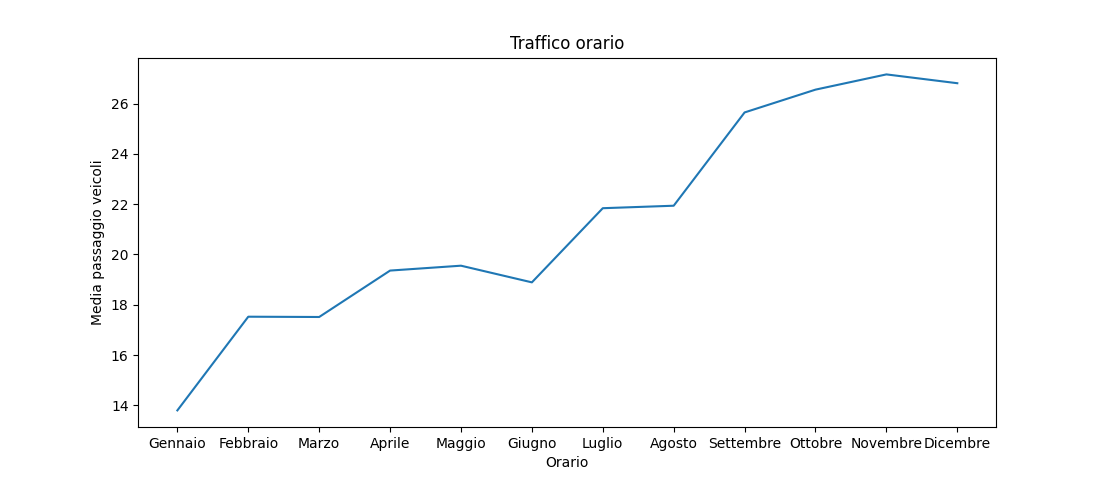 Traffico orario
Media passaggio veicoli
26
24
22
20
18
16
14
Gennaio Febbraio Marzo Aprile Maggio Giugno Luglio Agosto Settembre Ottobre Novembre Dicembre
Orario